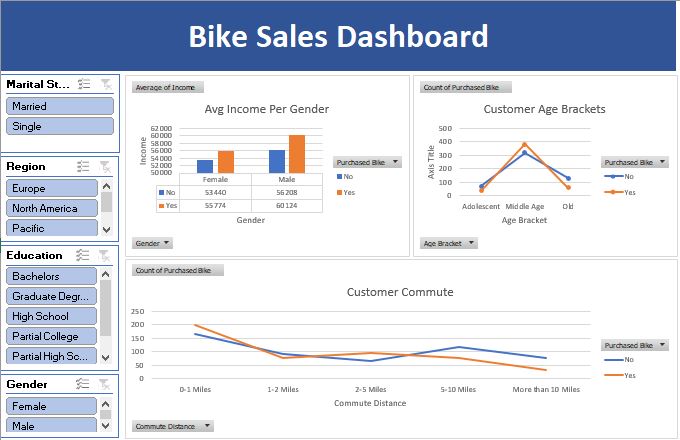 Bike Sales Dashboard
Marital St...
Married
Single
Region
Europe
North America
Pacific
Education
Bachelors
Graduate Degr...
High School
Partial College
Partial High Sc...
Gender
Female
Male
Average of Income
Avg Income Per Gender
Income
62000
60000
58000
56000
54000
52000
50000
Female Male
No 53440 56208
Yes 55774 60124
Gender
Purchased Bike
No
Yes
Gender
Count of Purchased Bike
Customer Age Brackets
Axis Title
500
400
300
200
100
0
Adolescent Middle Age Old
Age Bracket
Purchased Bike
No
Yes
Age Bracket
Count of Purchased Bike
Customer Commute
250
200
150
100
50
0
0-1 Miles 1-2 Miles 2-5 Miles 5-10 Miles More than 10 Miles
Commute Distance
Purchased Bike
No
Yes
Commute Distance